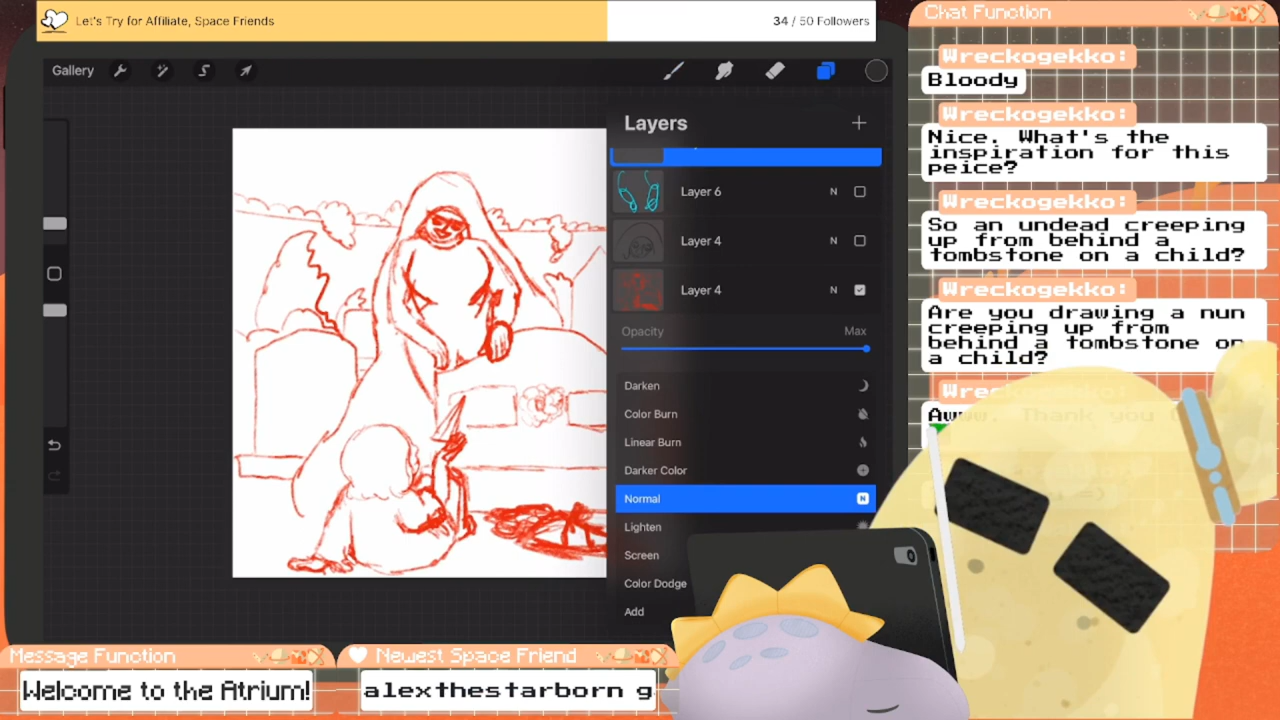 Let's Try for Affiliate, Space Friends
34 / 50 Followers
Gallery
Layers
Layer 6
N
Layer 4
N
Layer 4
N
Opacity
Max
Darken
Color Burn
Linear Burn
Darker Color
Normal
N
Lighten
Screen
Color Dodge
Add
Chat Function
Wreckogekko:
Bloody
Wreckogekko:
Nice. What's the
inspiration for this
peice?
Wreckogekko:
So an undead creeping
up from behind a
tombstone on a child?
Wreckogekko:
Are you drawing a nun
creeping up from
behind a tombstone on
a child?
Aww. Thank you
Message Function
Welcome to the Atrium!
Newest Space Friend
alexthestarborn g